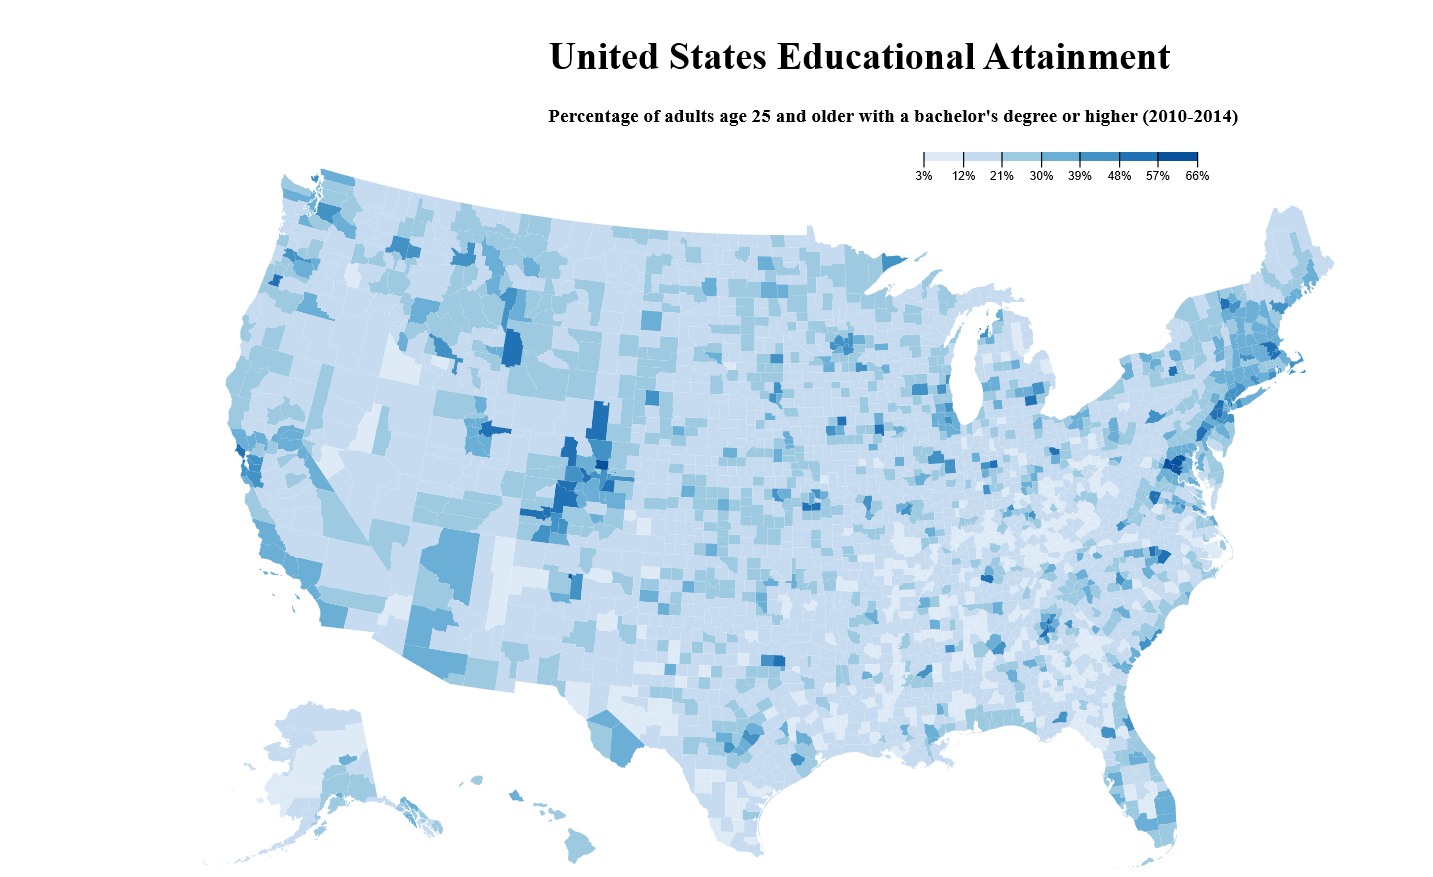 United States Educational Attainment
Percentage of adults age 25 and older with a bachelor's degree or higher (2010-2014)
3% 12% 21% 30% 39% 48% 57% 66%